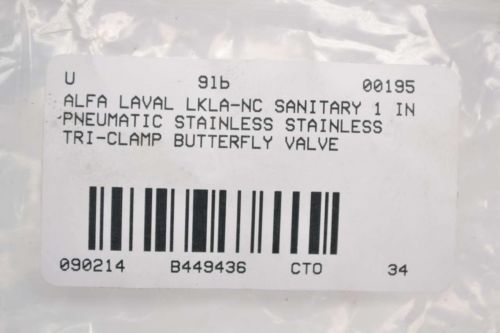 U 9lb 00195
ALFA LAVAL LKLA-NC SANITARY 1 IN
PNEUMATIC STAINLESS STAINLESS
TRI-CLAMP BUTTERFLY VALVE
090214 B449436 CTO 34